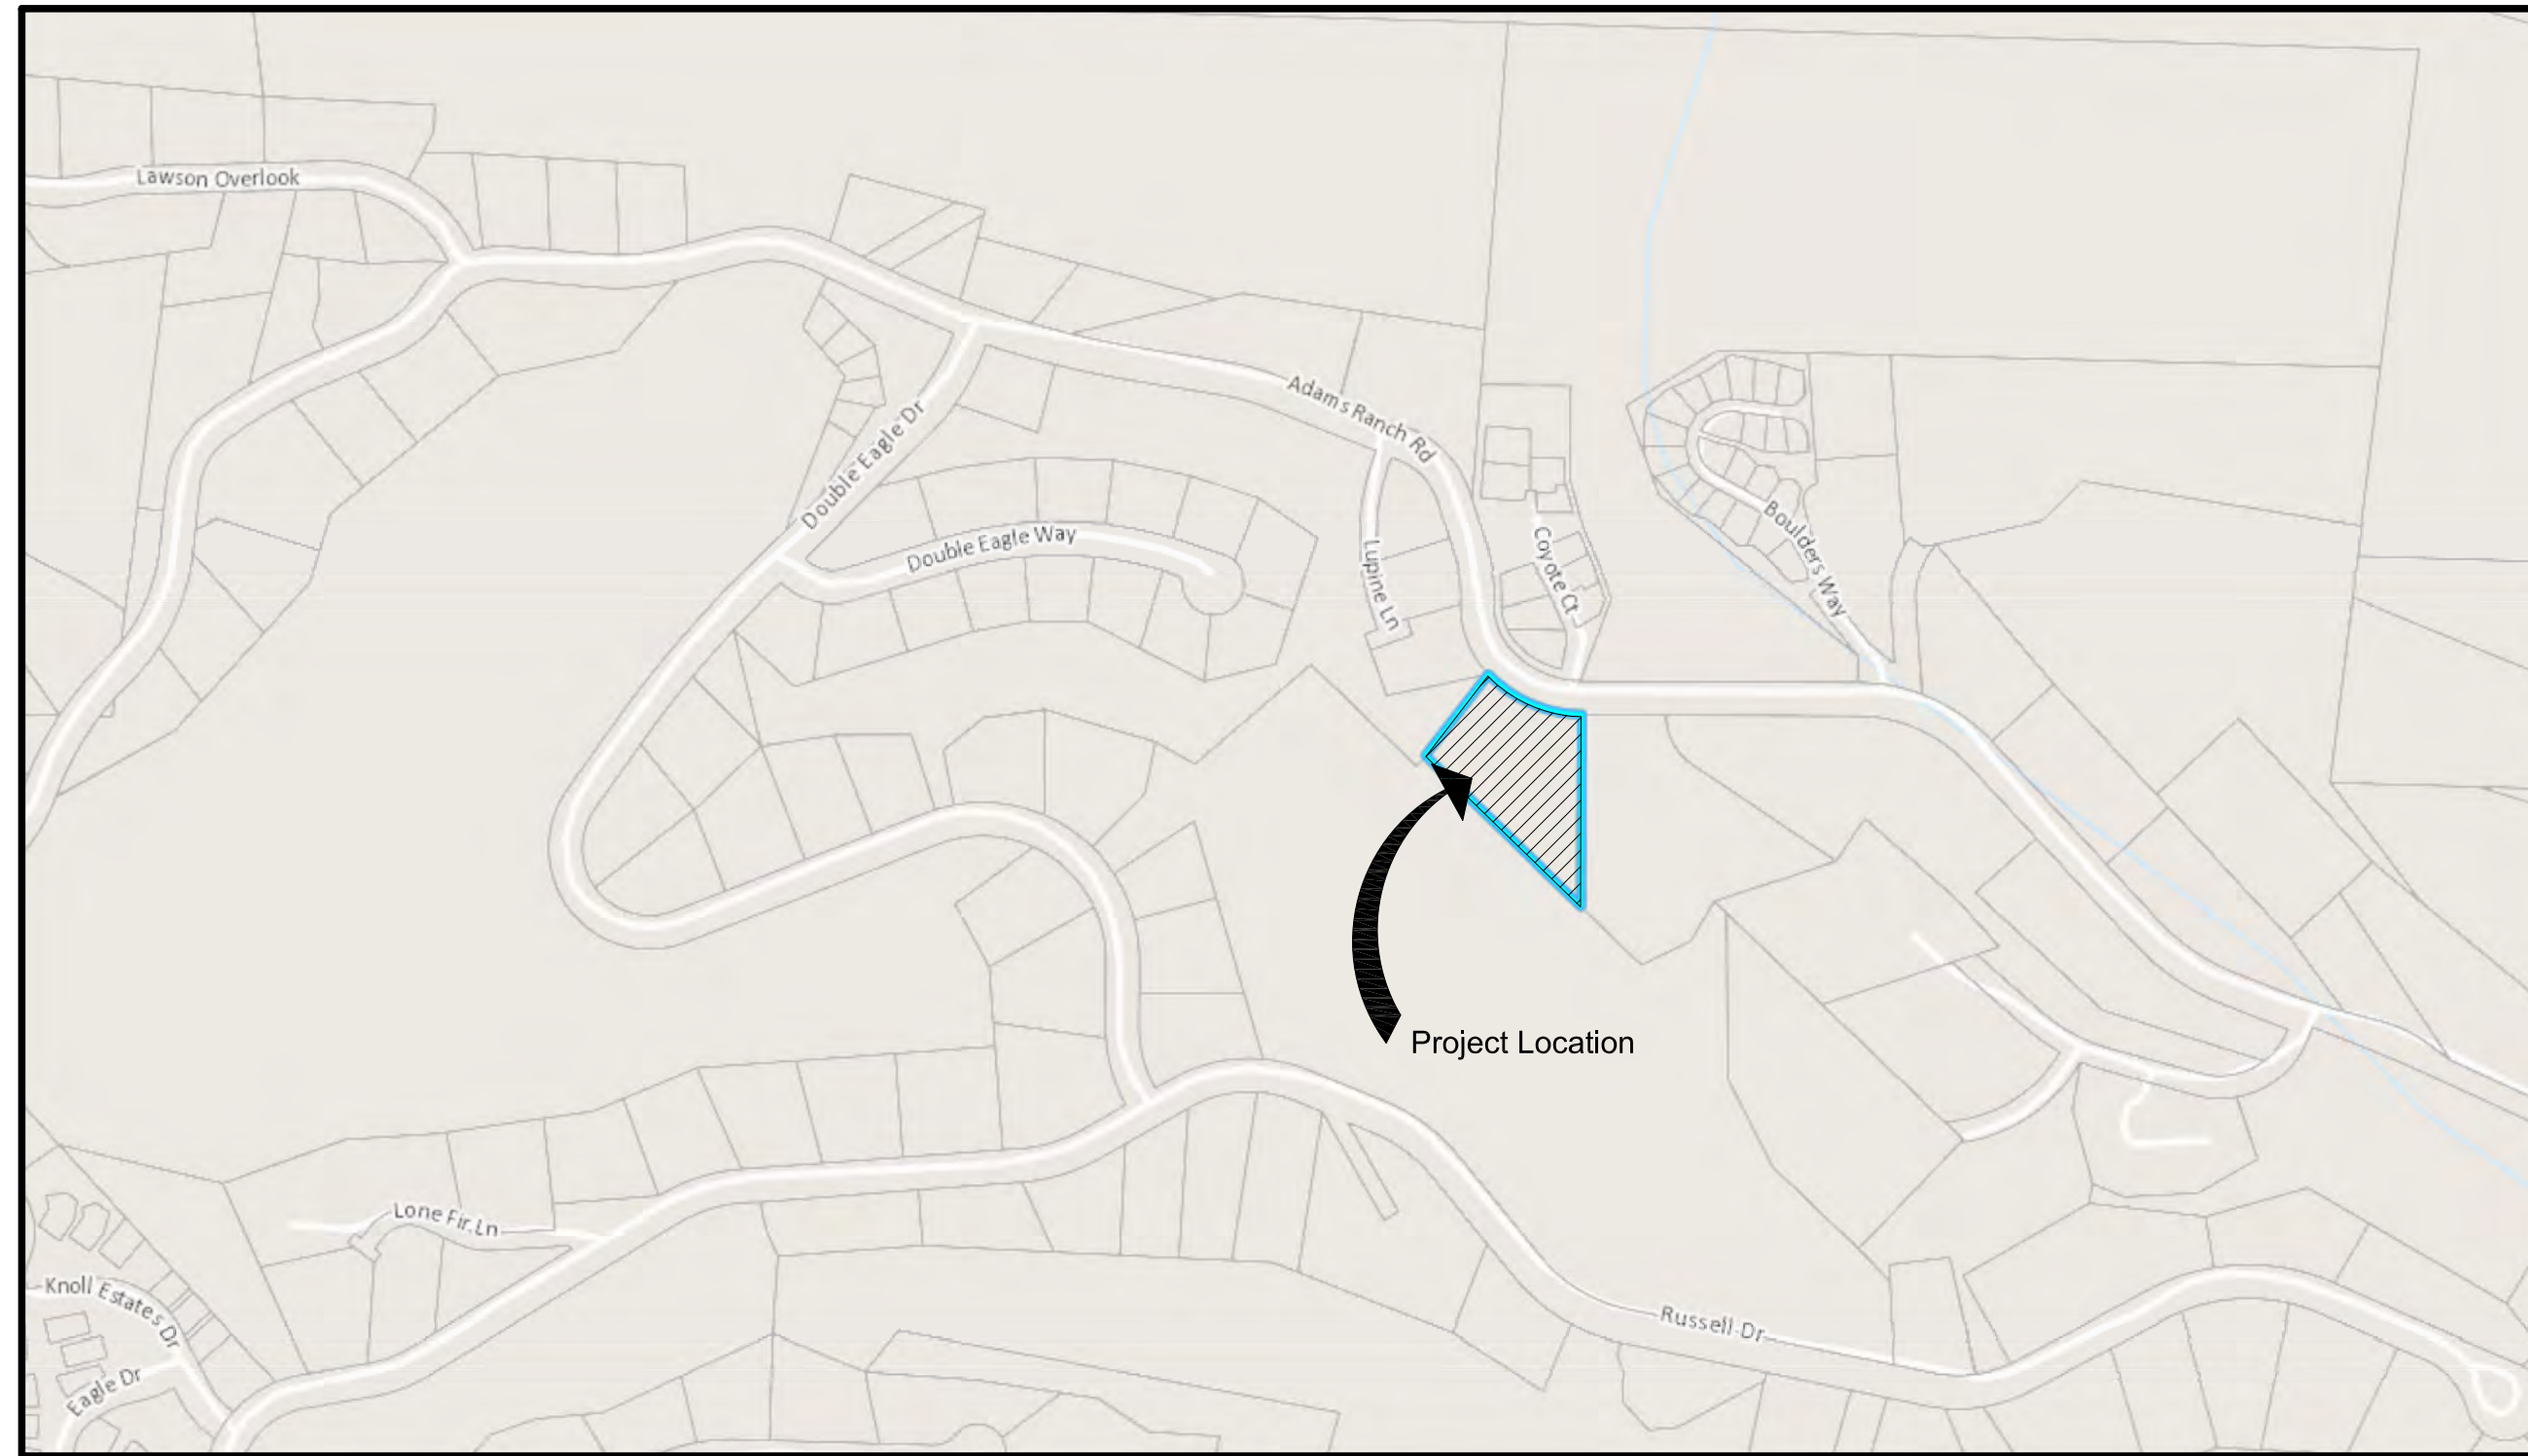 Lawson Overlook
Adams Ranch Rd
Double Eagle Dr
Double Eagle Way
Lupine Ln
Coyote Ct
Boulders Way
Project Location
Lone Fir Ln
Knoll Estates Dr
Eagle Dr
Russell Dr